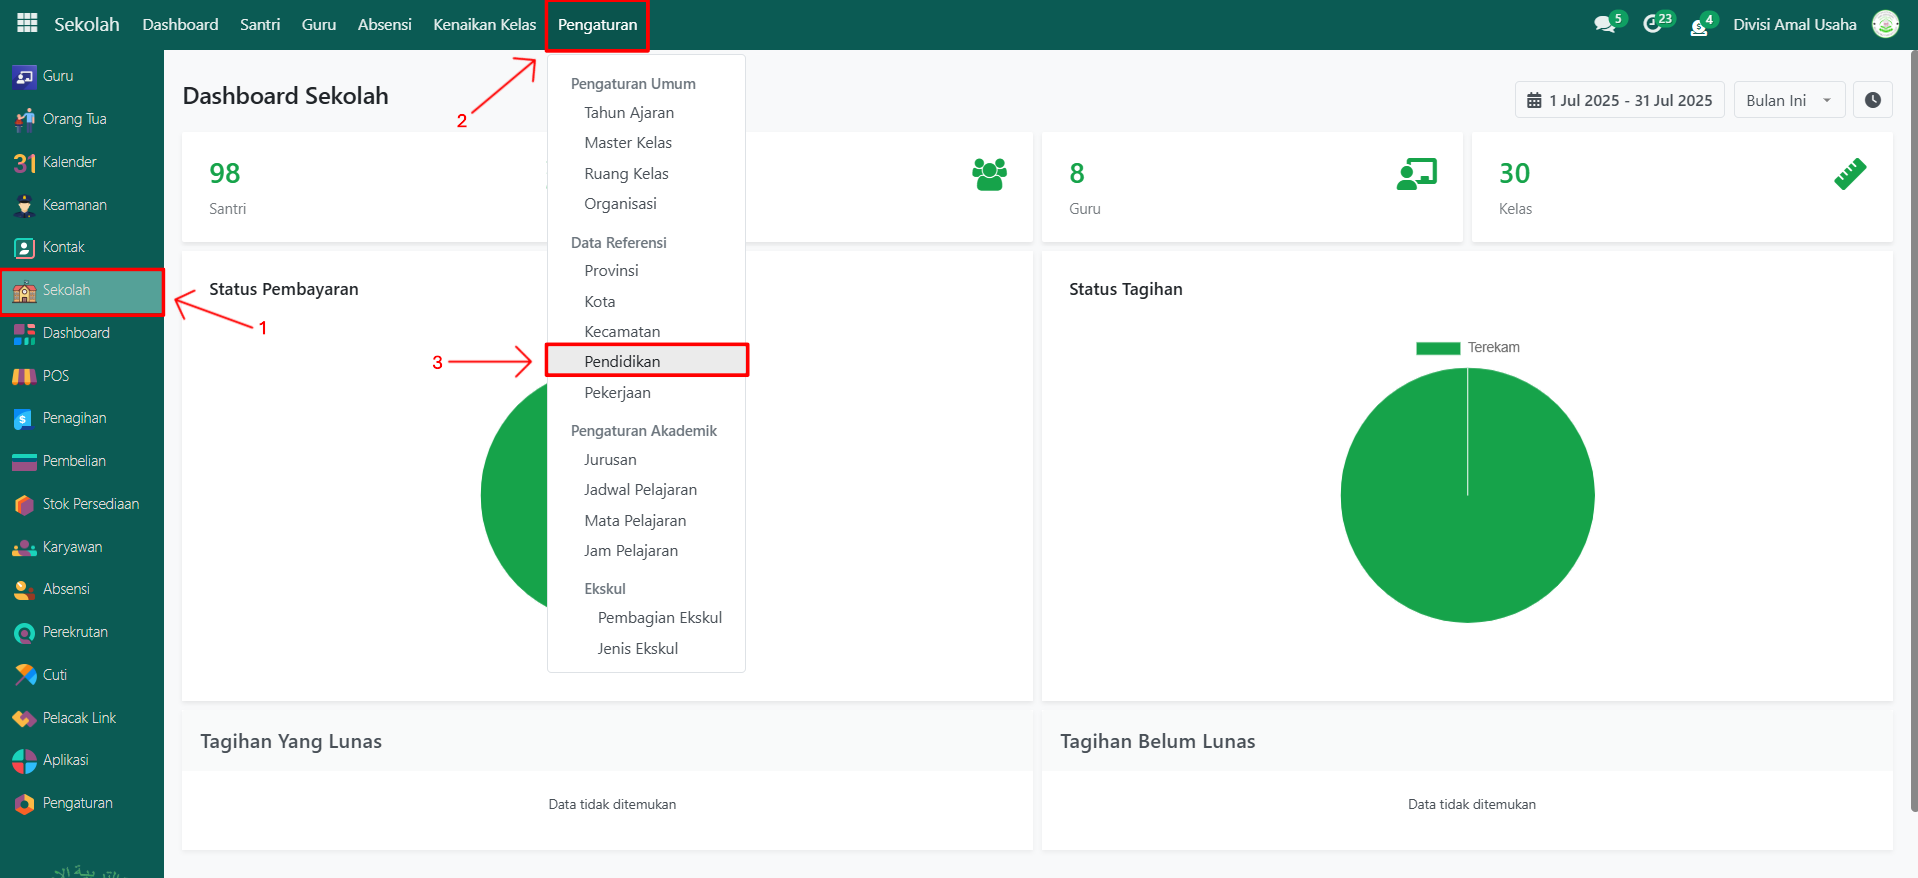 Sekolah Dashboard Santri Guru Absensi Kenaikan Kelas Pengaturan 5 23 4 Divisi Amal Usaha
Guru
Orang Tua
31 Kalender
Keamanan
Kontak
Sekolah
Dashboard
POS
Penagihan
Pembelian
Stok Persediaan
Karyawan
Absensi
Perekrutan
Cuti
Pelacak Link
Aplikasi
Pengaturan
1
2
3
Pengaturan Umum
Tahun Ajaran
Master Kelas
Ruang Kelas
Organisasi
Data Referensi
Provinsi
Kota
Kecamatan
Pendidikan
Pekerjaan
Pengaturan Akademik
Jurusan
Jadwal Pelajaran
Mata Pelajaran
Jam Pelajaran
Ekskul
Pembagian Ekskul
Jenis Ekskul
Dashboard Sekolah
1 Jul 2025 - 31 Jul 2025 Bulan Ini
98
Santri
8
Guru
30
Kelas
Status Pembayaran
Status Tagihan
Terekam
Tagihan Yang Lunas
Data tidak ditemukan
Tagihan Belum Lunas
Data tidak ditemukan